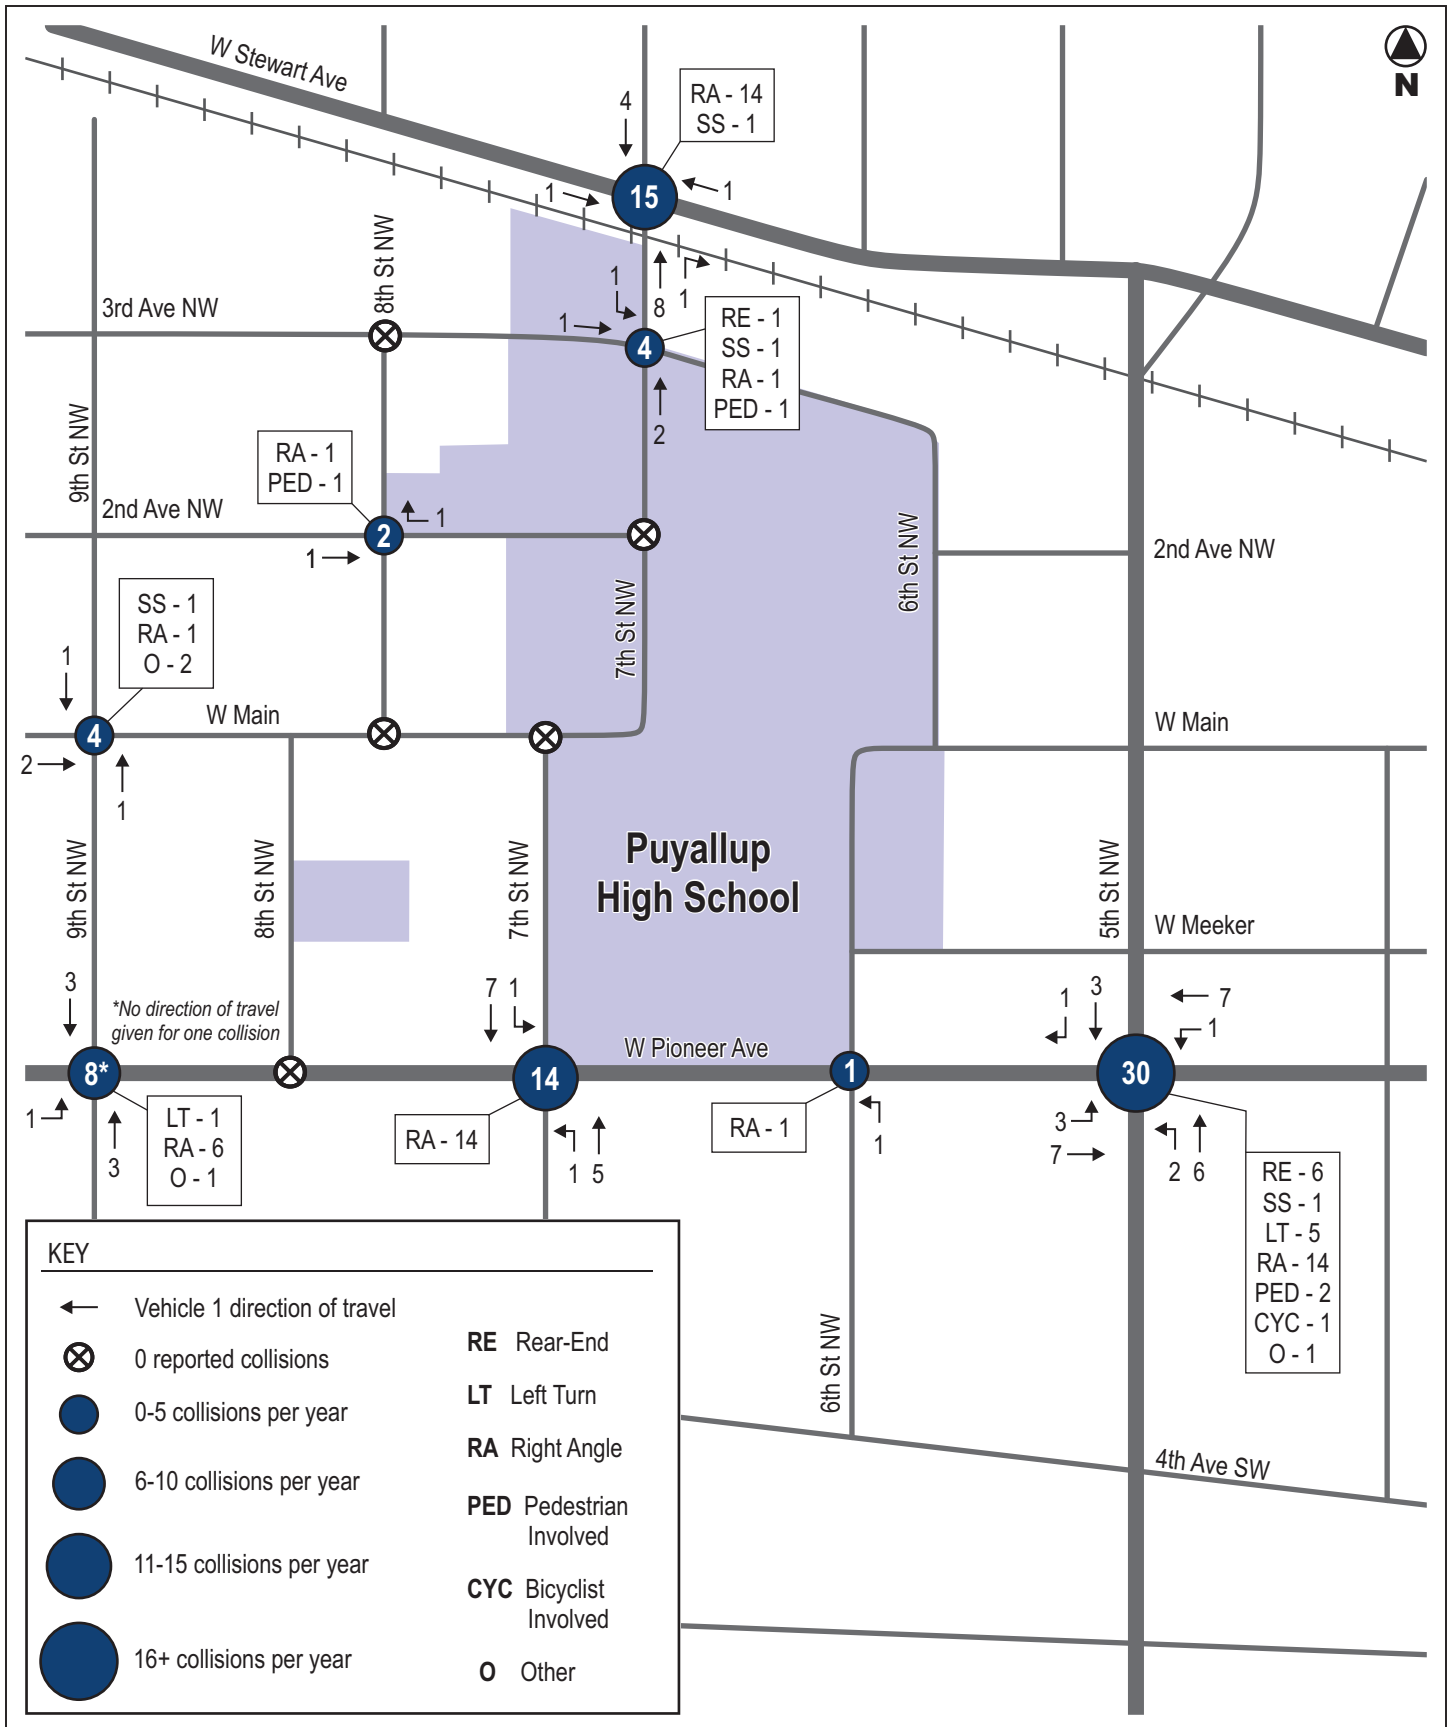 W Stewart Ave
N
4
RA - 14
SS - 1
1
15
1
8th St NW
3rd Ave NW
1
8
1
1
4
RE - 1
SS - 1
RA - 1
PED - 1
2
9th St NW
RA - 1
PED - 1
2nd Ave NW
1
2
1
6th St NW
2nd Ave NW
7th St NW
SS - 1
RA - 1
O - 2
1
W Main
4
2
1
W Main
Puyallup
High School
9th St NW
8th St NW
7th St NW
5th St NW
W Meeker
3
*No direction of travel
given for one collision
7
1
1
3
7
1
W Pioneer Ave
8*
14
1
30
1
3
LT - 1
RA - 6
O - 1
RA - 14
1
5
RA - 1
1
3
7
2
6
RE - 6
SS - 1
LT - 5
RA - 14
PED - 2
CYC - 1
O - 1
6th St NW
4th Ave SW
KEY
Vehicle 1 direction of travel
0 reported collisions
0-5 collisions per year
6-10 collisions per year
11-15 collisions per year
16+ collisions per year
RE Rear-End
LT Left Turn
RA Right Angle
PED Pedestrian
Involved
CYC Bicyclist
Involved
O Other